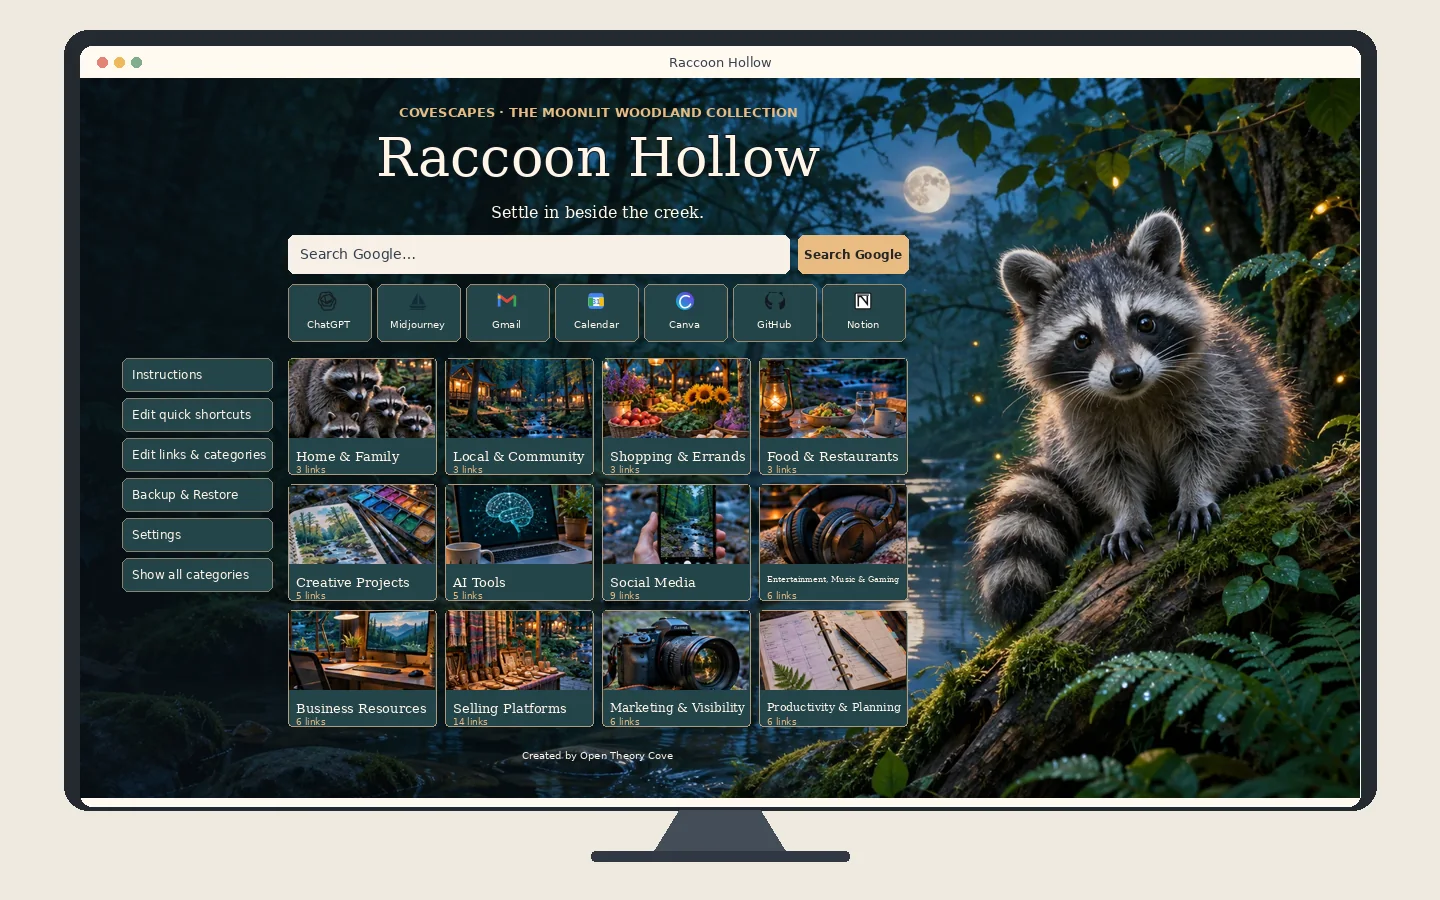 Raccoon Hollow
COVESCAPES · THE MOONLIT WOODLAND COLLECTION
Raccoon Hollow
Settle in beside the creek.
Search Google...
Search Google
ChatGPT
Midjourney
Gmail
31
Calendar
Canva
GitHub
N
Notion
Instructions
Edit quick shortcuts
Edit links & categories
Backup & Restore
Settings
Show all categories
Home & Family
3 links
Local & Community
3 links
Shopping & Errands
3 links
Food & Restaurants
3 links
Creative Projects
5 links
AI Tools
5 links
Social Media
9 links
Entertainment, Music & Gaming
6 links
Business Resources
6 links
Selling Platforms
14 links
Marketing & Visibility
6 links
Productivity & Planning
6 links
Created by Open Theory Cove